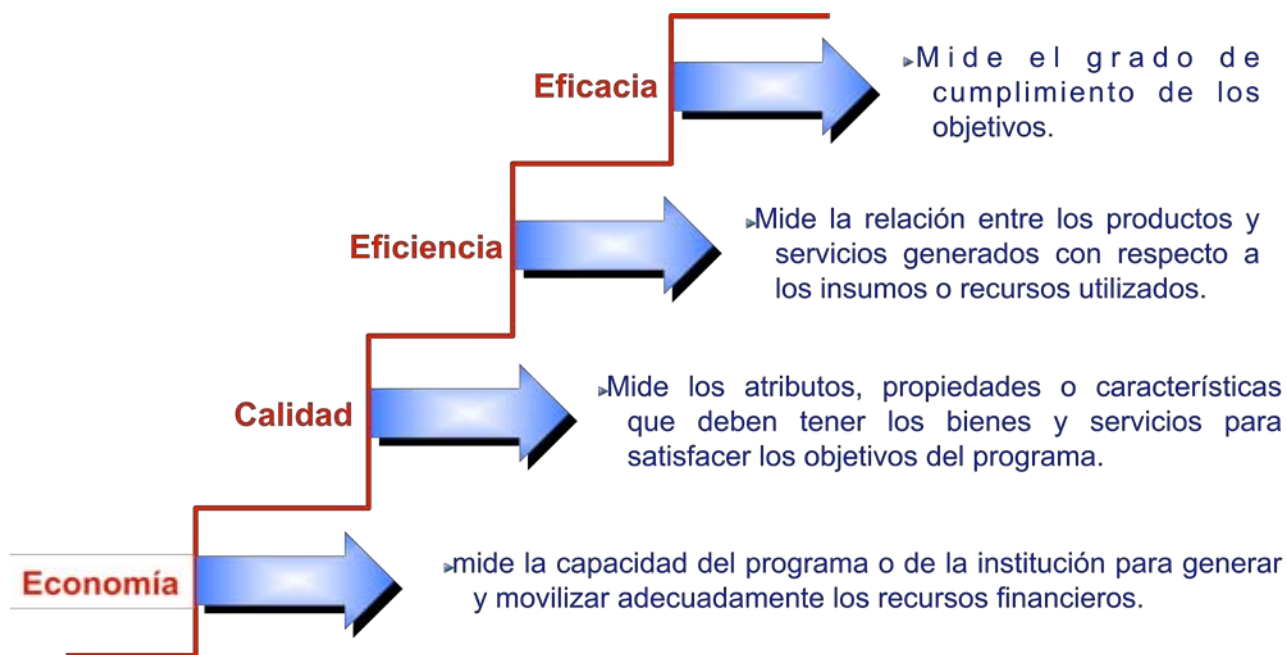 Eficacia
Mide el grado de
cumplimiento de los
objetivos.
Eficiencia
Mide la relación entre los productos y
servicios generados con respecto a
los insumos o recursos utilizados.
Calidad
Mide los atributos, propiedades o características
que deben tener los bienes y servicios para
satisfacer los objetivos del programa.
Economía
mide la capacidad del programa o de la institución para generar
y movilizar adecuadamente los recursos financieros.